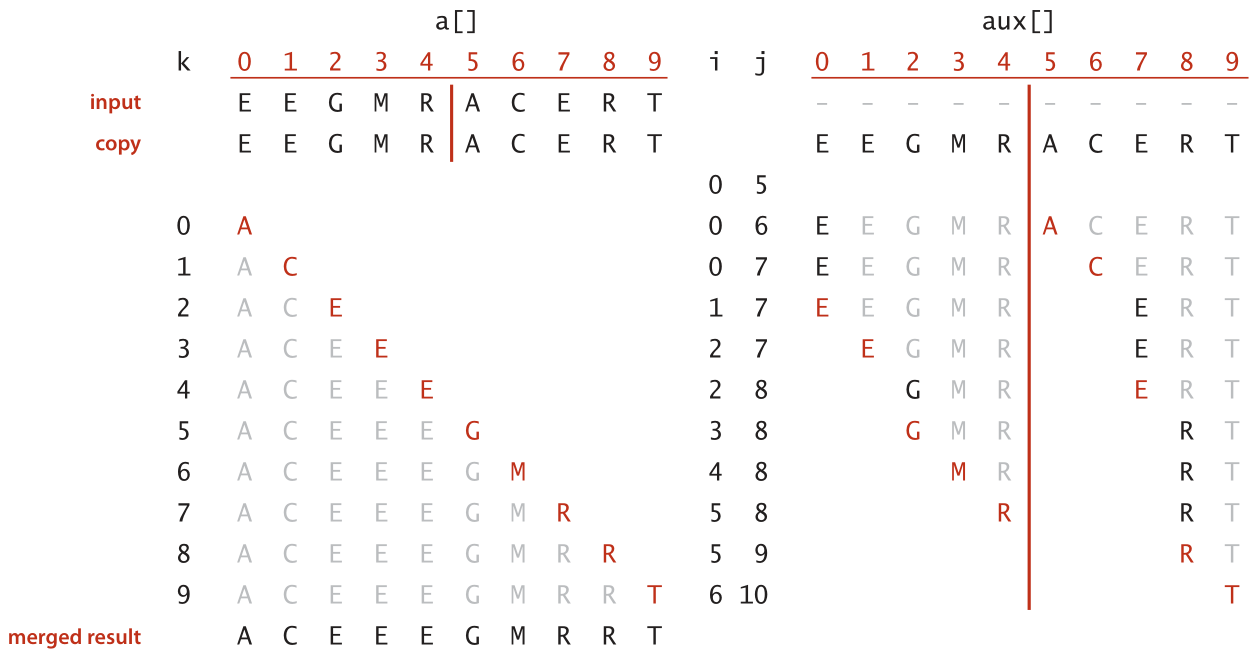 a[] aux[]
k 0 1 2 3 4 5 6 7 8 9 i j 0 1 2 3 4 5 6 7 8 9
input E E G M R A C E R T – – – – – – – – – –
copy E E G M R A C E R T E E G M R A C E R T
0 5
0 A 0 6 E E G M R A C E R T
1 A C 0 7 E E G M R C E R T
2 A C E 1 7 E E G M R E R T
3 A C E E 2 7 E G M R E R T
4 A C E E E 2 8 G M R E R T
5 A C E E E G 3 8 G M R R T
6 A C E E E G M 4 8 M R R T
7 A C E E E G M R 5 8 R R T
8 A C E E E G M R R 5 9 R T
9 A C E E E G M R R T 6 10 T
merged result A C E E E G M R R T